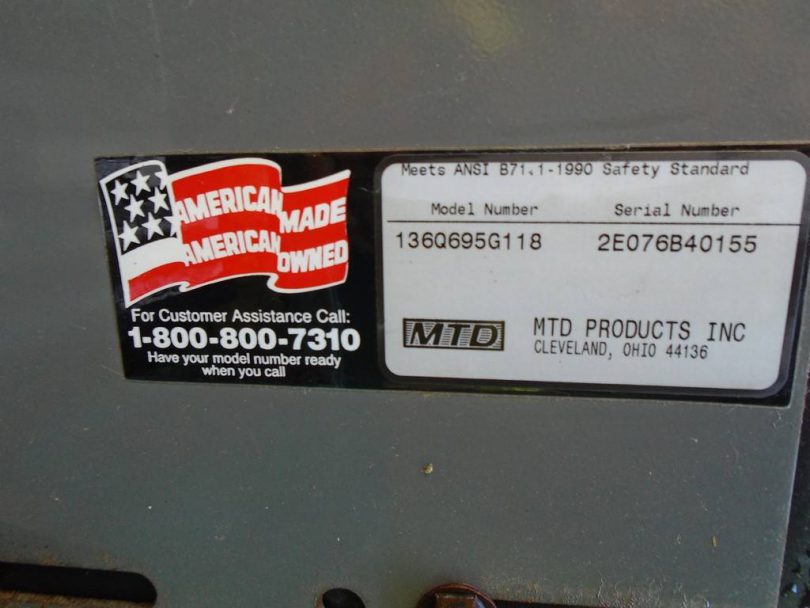 AMERICAN MADE
AMERICAN OWNED
For Customer Assistance Call:
1-800-800-7310
Have your model number ready
when you call
Meets ANSI B71.1-1990 Safety Standard
Model Number Serial Number
136Q695G118 2E076B40155
MTD MTD PRODUCTS INC
CLEVELAND, OHIO 44136